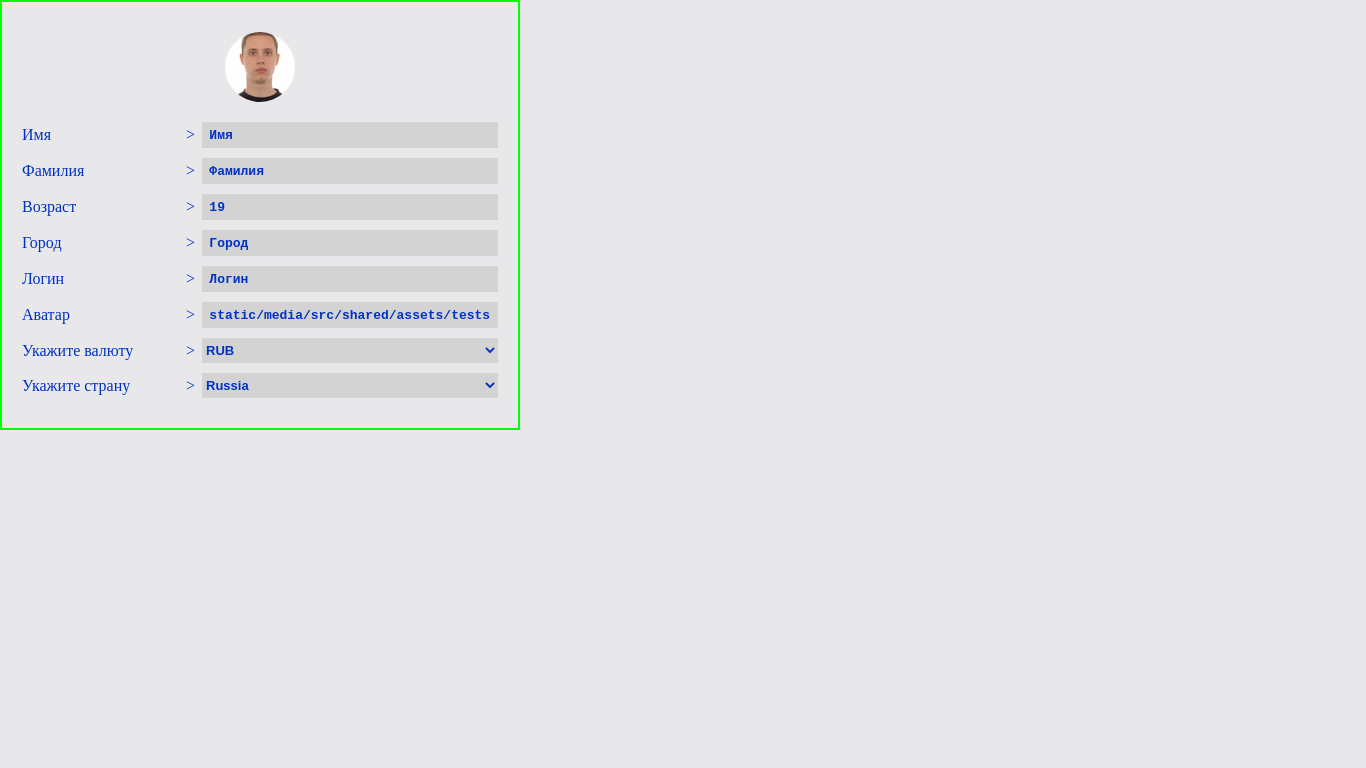 Имя > Имя
Фамилия > Фамилия
Возраст > 19
Город > Город
Логин > Логин
Аватар > static/media/src/shared/assets/tests
Укажите валюту > RUB
Укажите страну > Russia